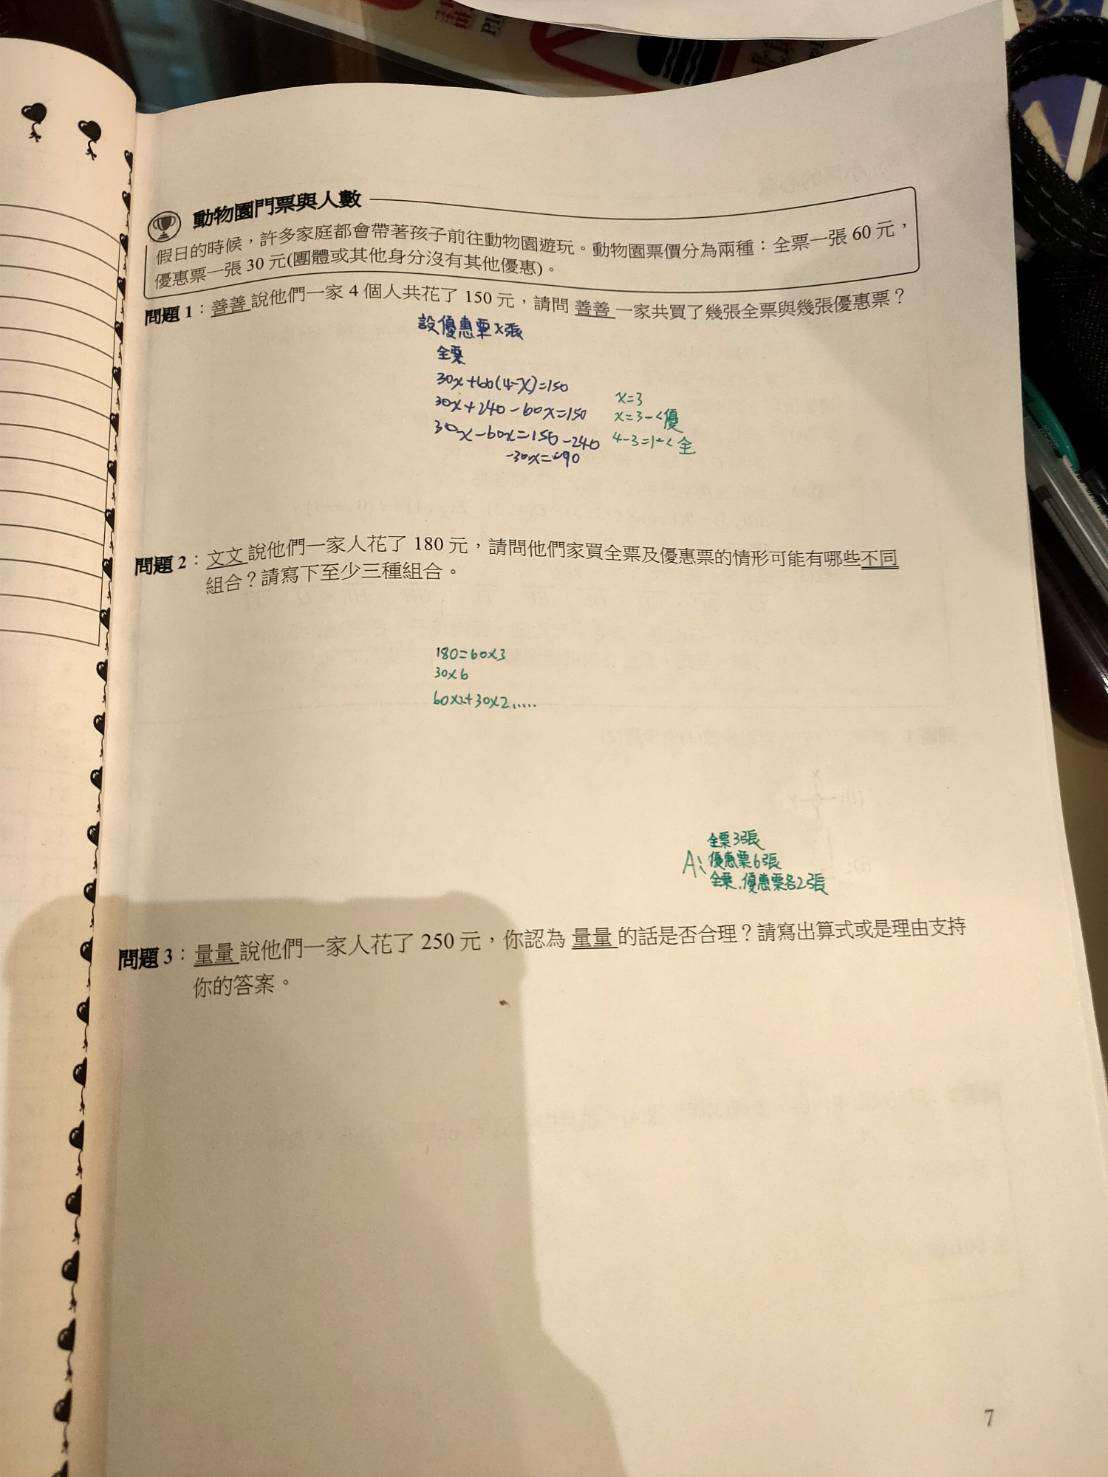 動物園門票與人數
假日的時候，許多家庭都會帶著孩子前往動物園遊玩。動物園票價分為兩種：全票一張 60 元，
優惠票一張 30 元(團體或其他身分沒有其他優惠)。
問題 1：善善 說他們一家 4 個人共花了 150 元，請問 善善 一家共買了幾張全票與幾張優惠票？
設優惠票x張
全票
30x+60(4-x)=150
30x+240-60x=150
30x-60x=150-240
-30x=-90
x=3
x=3-<優
4-3=1-<全
問題 2：文文 說他們一家人花了 180 元，請問他們家買全票及優惠票的情形可能有哪些不同
組合？請寫下至少三種組合。
180=60x3
30x6
60x2+30x2.....
全票3張
A:優惠票6張
全票、優惠票各2張
問題 3：量量 說他們一家人花了 250 元，你認為 量量 的話是否合理？請寫出算式或是理由支持
你的答案。
7